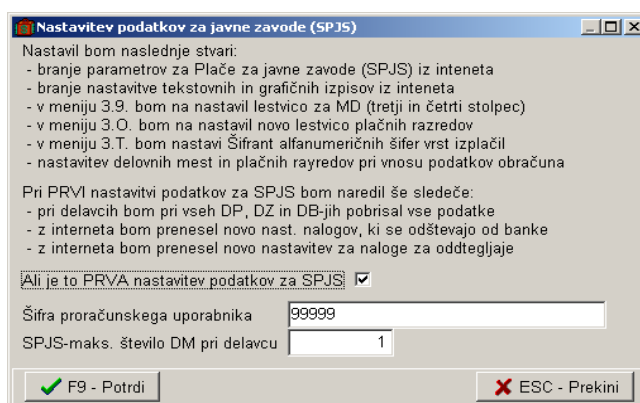 Nastavitev podatkov za javne zavode (SPJS)
Nastavil bom naslednje stvari:
- branje parametrov za Plače za javne zavode (SPJS) iz inteneta
- branje nastavitve tekstovnih in grafičnih izpisov iz inteneta
- v meniju 3.9. bom na nastavil lestvico za MD (tretji in četrti stolpec)
- v meniju 3.O. bom na nastavil novo lestvico plačnih razredov
- v meniju 3.T. bom nastavi Šifrant alfanumeričnih šifer vrst izplačil
- nastavitev delovnih mest in plačnih rayredov pri vnosu podatkov obračuna
Pri PRVI nastavitvi podatkov za SPJS bom naredil še sledeče:
- pri delavcih bom pri vseh DP, DZ in DB-jih pobrisal vse podatke
- z interneta bom prenesel novo nast. nalogov, ki se odštevajo od banke
- z interneta bom prenesel novo nastavitev za naloge za oddtegljaje
Ali je to PRVA nastavitev podatkov za SPJS
Šifra proračunskega uporabnika 99999
SPJS-maks. število DM pri delavcu 1
F9 - Potrdi ESC - Prekini